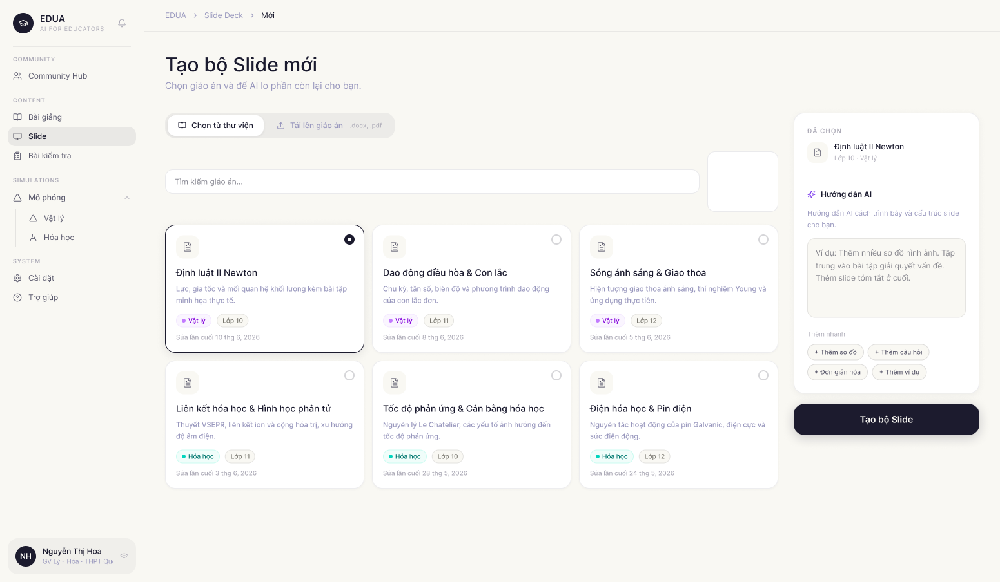 EDUA
AI FOR EDUCATORS
COMMUNITY
Community Hub
CONTENT
Bài giảng
Slide
Bài kiểm tra
SIMULATIONS
Mô phỏng
Vật lý
Hóa học
SYSTEM
Cài đặt
Trợ giúp
NH
Nguyễn Thị Hoa
GV Lý - Hóa · THPT Quố
EDUA > Slide Deck > Mới
Tạo bộ Slide mới
Chọn giáo án và để AI lo phần còn lại cho bạn.
Chọn từ thư viện
Tải lên giáo án .docx, .pdf
Tìm kiếm giáo án...
Định luật II Newton
Lực, gia tốc và mối quan hệ khối lượng kèm bài tập
minh họa thực tế.
Vật lý Lớp 10
Sửa lần cuối 10 thg 6, 2026
Dao động điều hòa & Con lắc
Chu kỳ, tần số, biên độ và phương trình dao động
của con lắc đơn.
Vật lý Lớp 11
Sửa lần cuối 8 thg 6, 2026
Sóng ánh sáng & Giao thoa
Hiện tượng giao thoa ánh sáng, thí nghiệm Young và
ứng dụng thực tiễn.
Vật lý Lớp 12
Sửa lần cuối 5 thg 6, 2026
Liên kết hóa học & Hình học phân tử
Thuyết VSEPR, liên kết ion và cộng hóa trị, xu hướng
độ âm điện.
Hóa học Lớp 11
Sửa lần cuối 3 thg 6, 2026
Tốc độ phản ứng & Cân bằng hóa học
Nguyên lý Le Chatelier, các yếu tố ảnh hưởng đến
tốc độ phản ứng.
Hóa học Lớp 10
Sửa lần cuối 28 thg 5, 2026
Điện hóa học & Pin điện
Nguyên tắc hoạt động của pin Galvanic, điện cực và
sức điện động.
Hóa học Lớp 12
Sửa lần cuối 24 thg 5, 2026
ĐÃ CHỌN
Định luật II Newton
Lớp 10 · Vật lý
Hướng dẫn AI
Hướng dẫn AI cách trình bày và cấu trúc slide
cho bạn.
Ví dụ: Thêm nhiều sơ đồ hình ảnh. Tập
trung vào bài tập giải quyết vấn đề.
Thêm slide tóm tắt ở cuối.
Thêm nhanh
+ Thêm sơ đồ
+ Thêm câu hỏi
+ Đơn giản hóa
+ Thêm ví dụ
Tạo bộ Slide